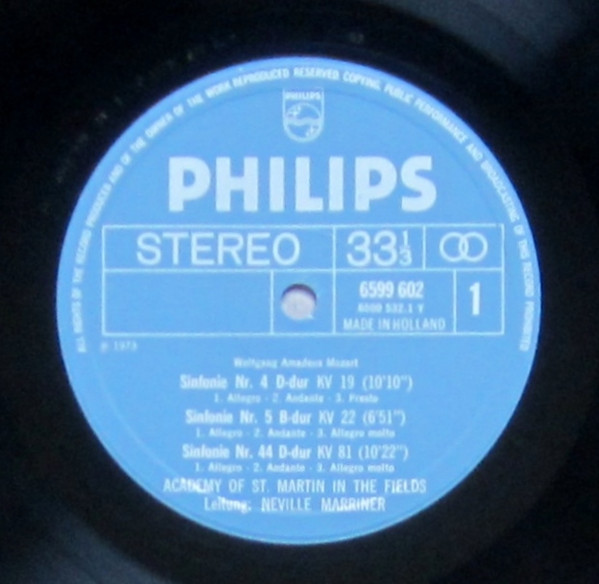 ALL RIGHTS OF THE RECORD PRODUCER AND OF THE OWNER OF THE WORK REPRODUCED RESERVED. COPYING, PUBLIC PERFORMANCE AND BROADCASTING OF THIS RECORD PROHIBITED
PHILIPS
PHILIPS
STEREO 33 1/3
6599 602 1
MADE IN HOLLAND
℗ 1973
Wolfgang Amadeus Mozart
Sinfonie Nr. 4 D-dur KV 19 (10'10")
1. Allegro - 2. Andante - 3. Presto
Sinfonie Nr. 5 B-dur KV 22 (6'51")
1. Allegro - 2. Andante - 3. Allegro molto
Sinfonie Nr. 44 D-dur KV 81 (10'22")
1. Allegro - 2. Andante - 3. Allegro molto
ACADEMY OF ST. MARTIN IN THE FIELDS
Leitung: NEVILLE MARRINER